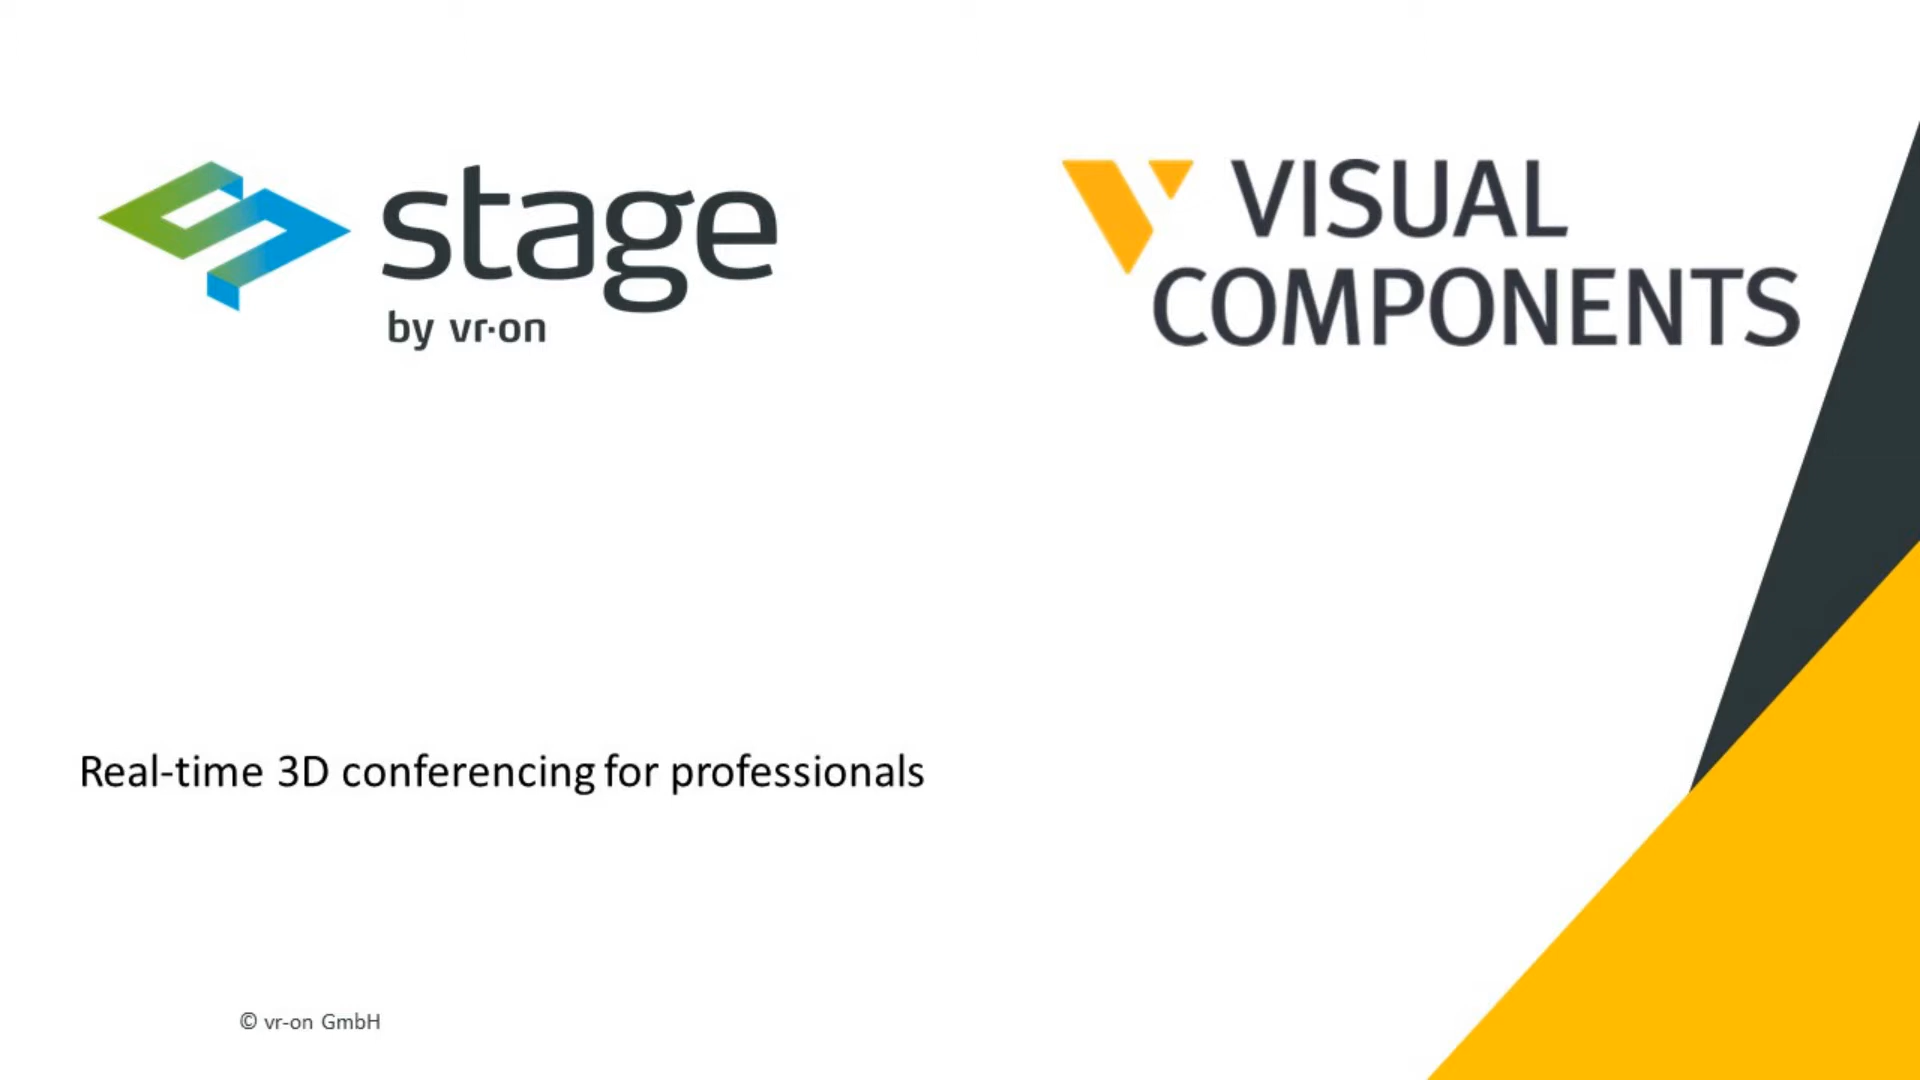 stage
by vr·on
VISUAL
COMPONENTS
Real-time 3D conferencing for professionals
© vr-on GmbH